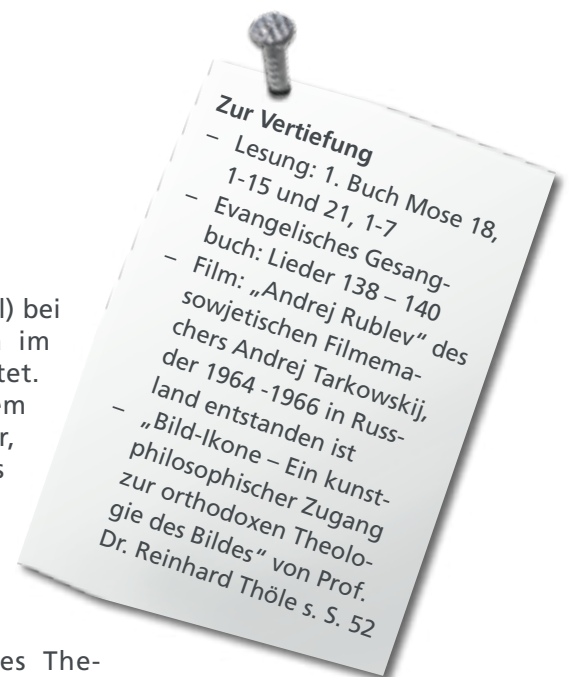 Zur Vertiefung
– Lesung: 1. Buch Mose 18,
1-15 und 21, 1-7
– Evangelisches Gesang-
buch: Lieder 138 – 140
– Film: „Andrej Rublev“ des
sowjetischen Filmema-
chers Andrej Tarkowskij,
der 1964 -1966 in Russ-
land entstanden ist
– „Bild-Ikone – Ein kunst-
philosophischer Zugang
zur orthodoxen Theolo-
gie des Bildes“ von Prof.
Dr. Reinhard Thöle s. S. 52
bei
im
es The-